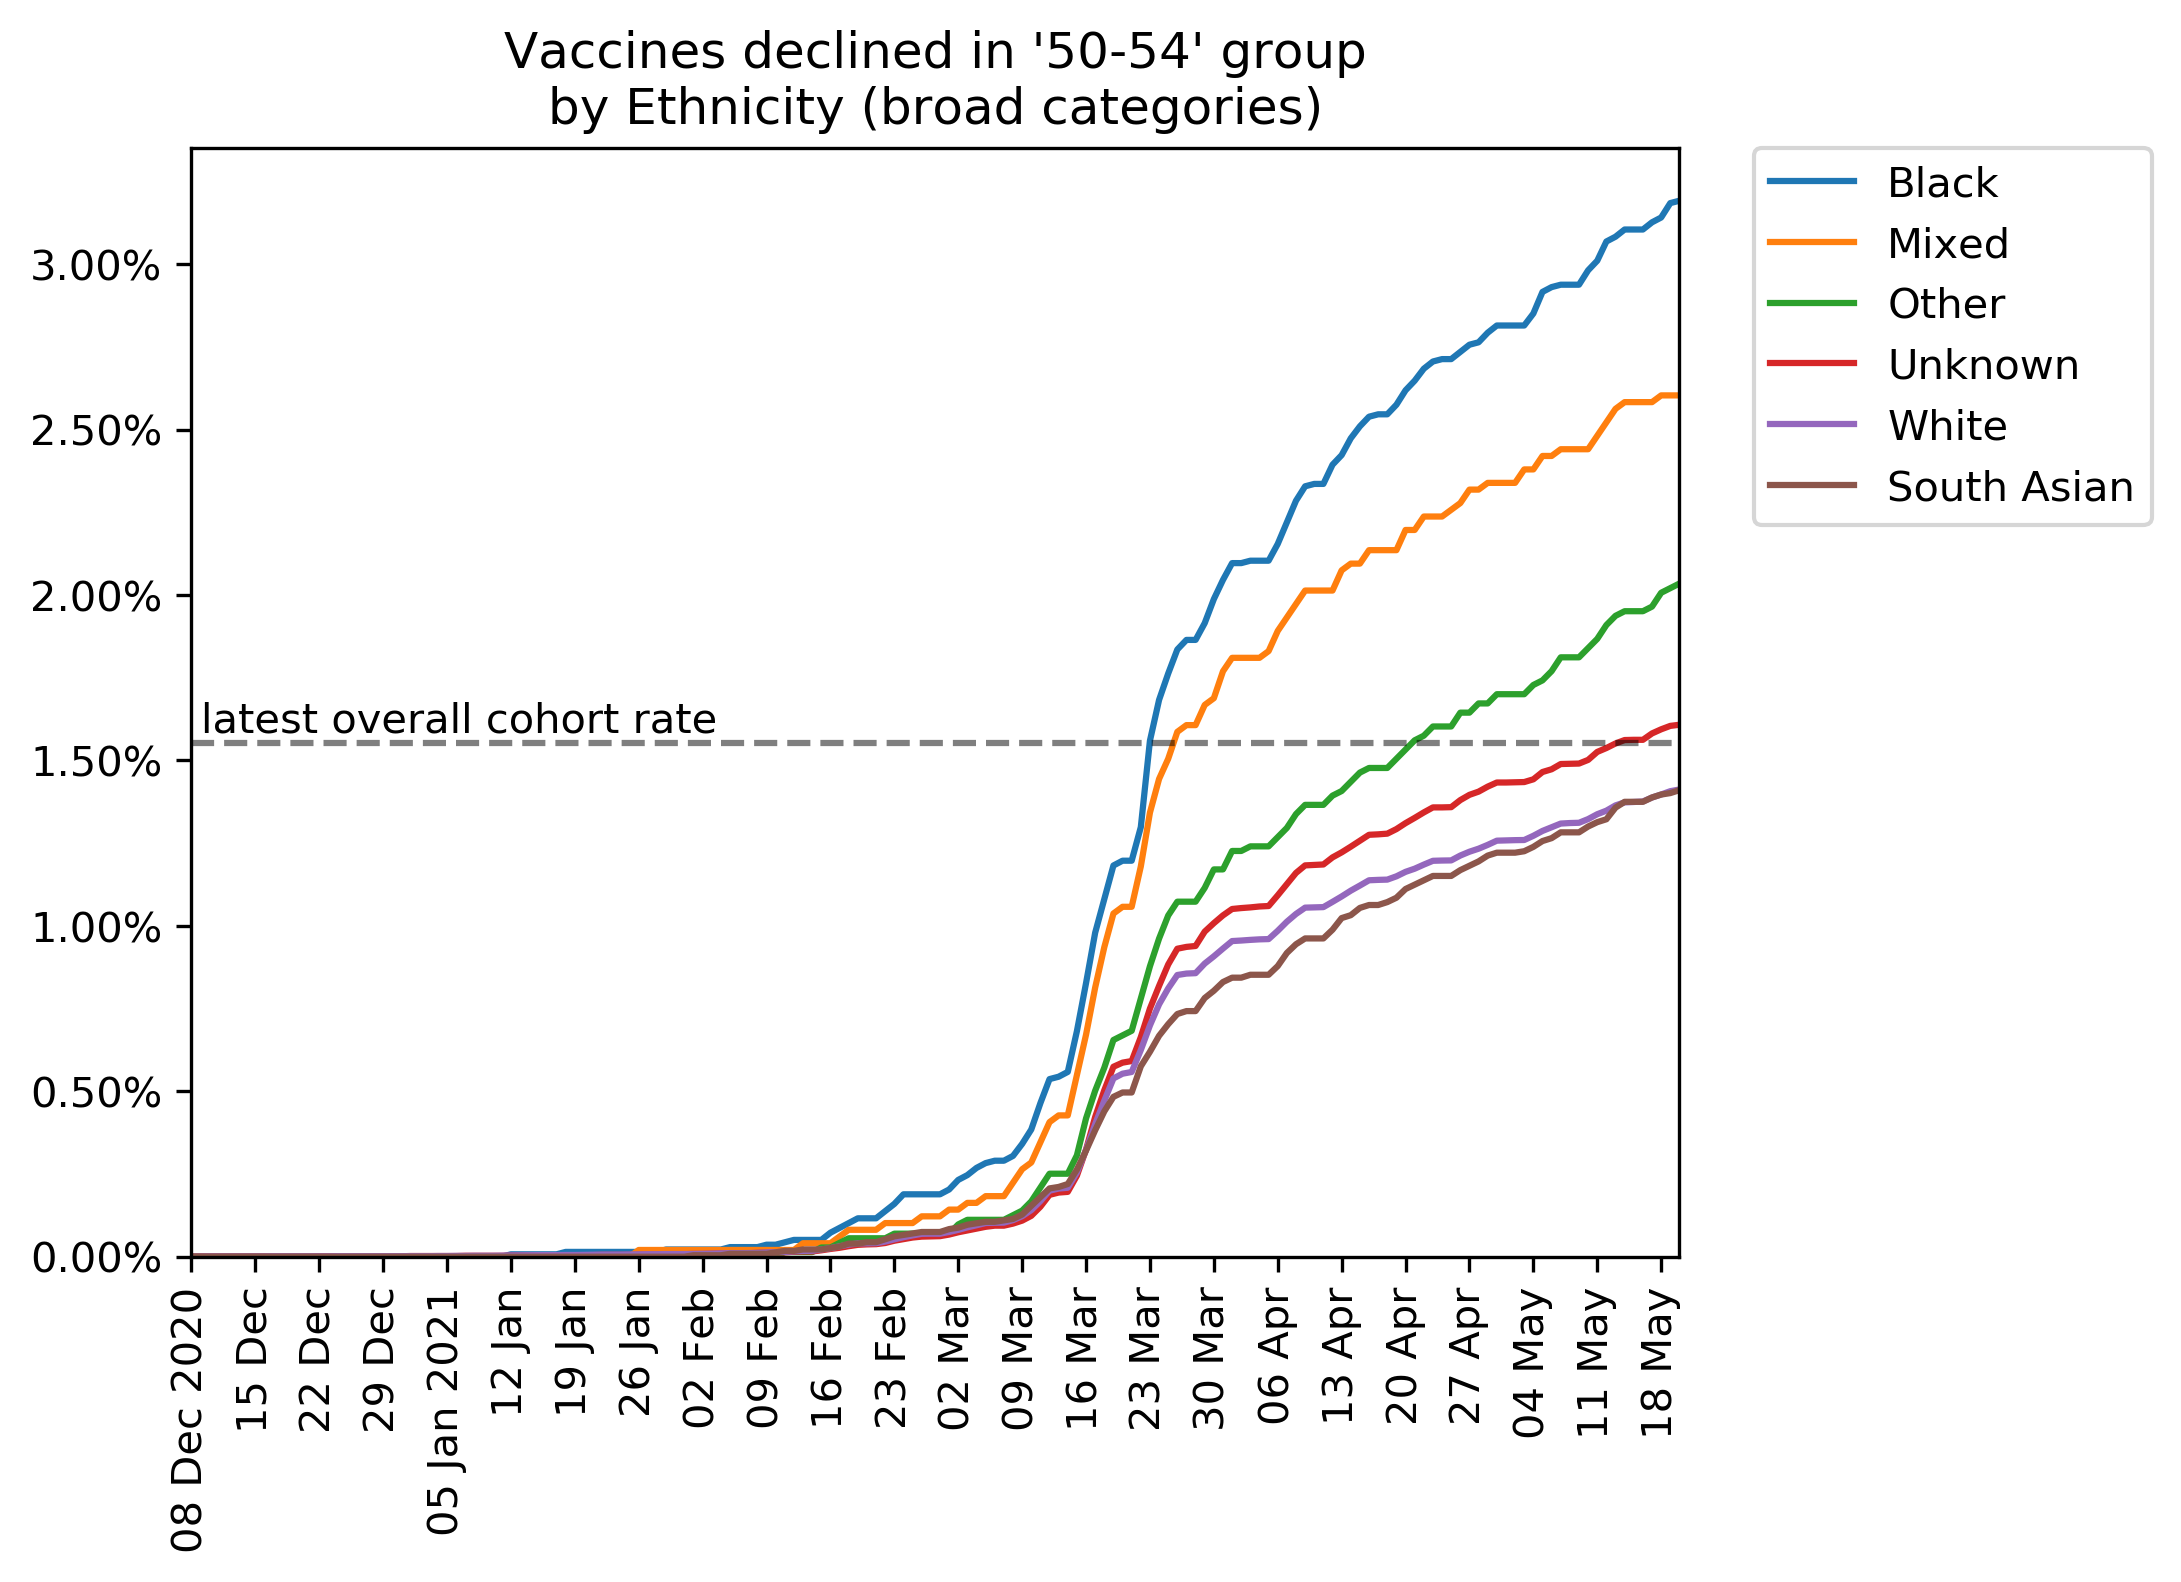 Vaccines declined in '50-54' group
by Ethnicity (broad categories)
3.00%
2.50%
2.00%
1.50%
1.00%
0.50%
0.00%
latest overall cohort rate
08 Dec 2020
15 Dec
22 Dec
29 Dec
05 Jan 2021
12 Jan
19 Jan
26 Jan
02 Feb
09 Feb
16 Feb
23 Feb
02 Mar
09 Mar
16 Mar
23 Mar
30 Mar
06 Apr
13 Apr
20 Apr
27 Apr
04 May
11 May
18 May
Black
Mixed
Other
Unknown
White
South Asian